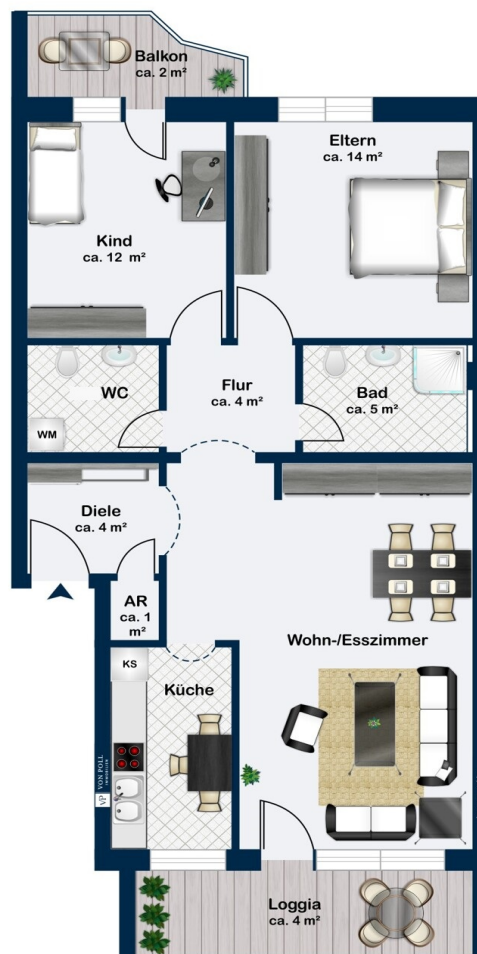 Balkon
ca. 2 m²
Eltern
ca. 14 m²
Kind
ca. 12 m²
WC
WM
Flur
ca. 4 m²
Bad
ca. 5 m²
Diele
ca. 4 m²
AR
ca. 1
m²
Wohn-/Esszimmer
KS
Küche
VON POLL
IMMOBILIEN
VP
Loggia
ca. 4 m²